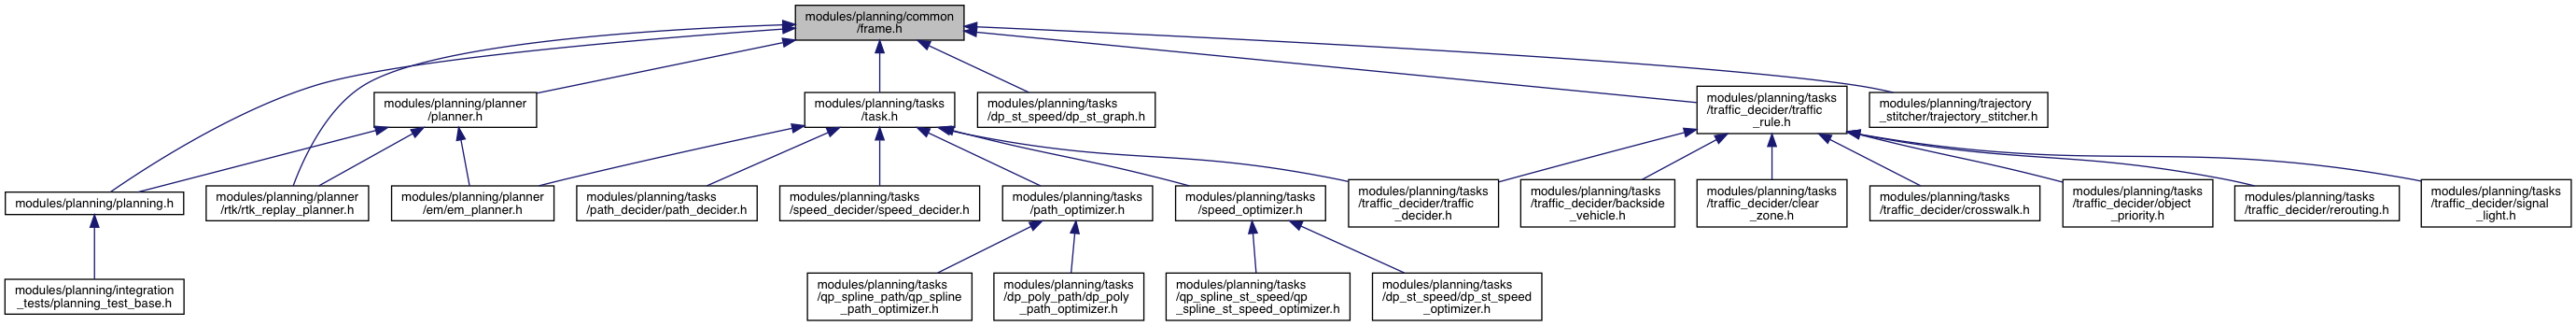 modules/planning/common
/frame.h
modules/planning/planner
/planner.h
modules/planning/tasks
/task.h
modules/planning/tasks
/dp_st_speed/dp_st_graph.h
modules/planning/tasks
/traffic_decider/traffic
_rule.h
modules/planning/trajectory
_stitcher/trajectory_stitcher.h
modules/planning/planning.h
modules/planning/planner
/rtk/rtk_replay_planner.h
modules/planning/planner
/em/em_planner.h
modules/planning/tasks
/path_decider/path_decider.h
modules/planning/tasks
/speed_decider/speed_decider.h
modules/planning/tasks
/path_optimizer.h
modules/planning/tasks
/speed_optimizer.h
modules/planning/tasks
/traffic_decider/traffic
_decider.h
modules/planning/tasks
/traffic_decider/backside
_vehicle.h
modules/planning/tasks
/traffic_decider/clear
_zone.h
modules/planning/tasks
/traffic_decider/crosswalk.h
modules/planning/tasks
/traffic_decider/object
_priority.h
modules/planning/tasks
/traffic_decider/rerouting.h
modules/planning/tasks
/traffic_decider/signal
_light.h
modules/planning/integration
_tests/planning_test_base.h
modules/planning/tasks
/qp_spline_path/qp_spline
_path_optimizer.h
modules/planning/tasks
/dp_poly_path/dp_poly
_path_optimizer.h
modules/planning/tasks
/qp_spline_st_speed/qp
_spline_st_speed_optimizer.h
modules/planning/tasks
/dp_st_speed/dp_st_speed
_optimizer.h